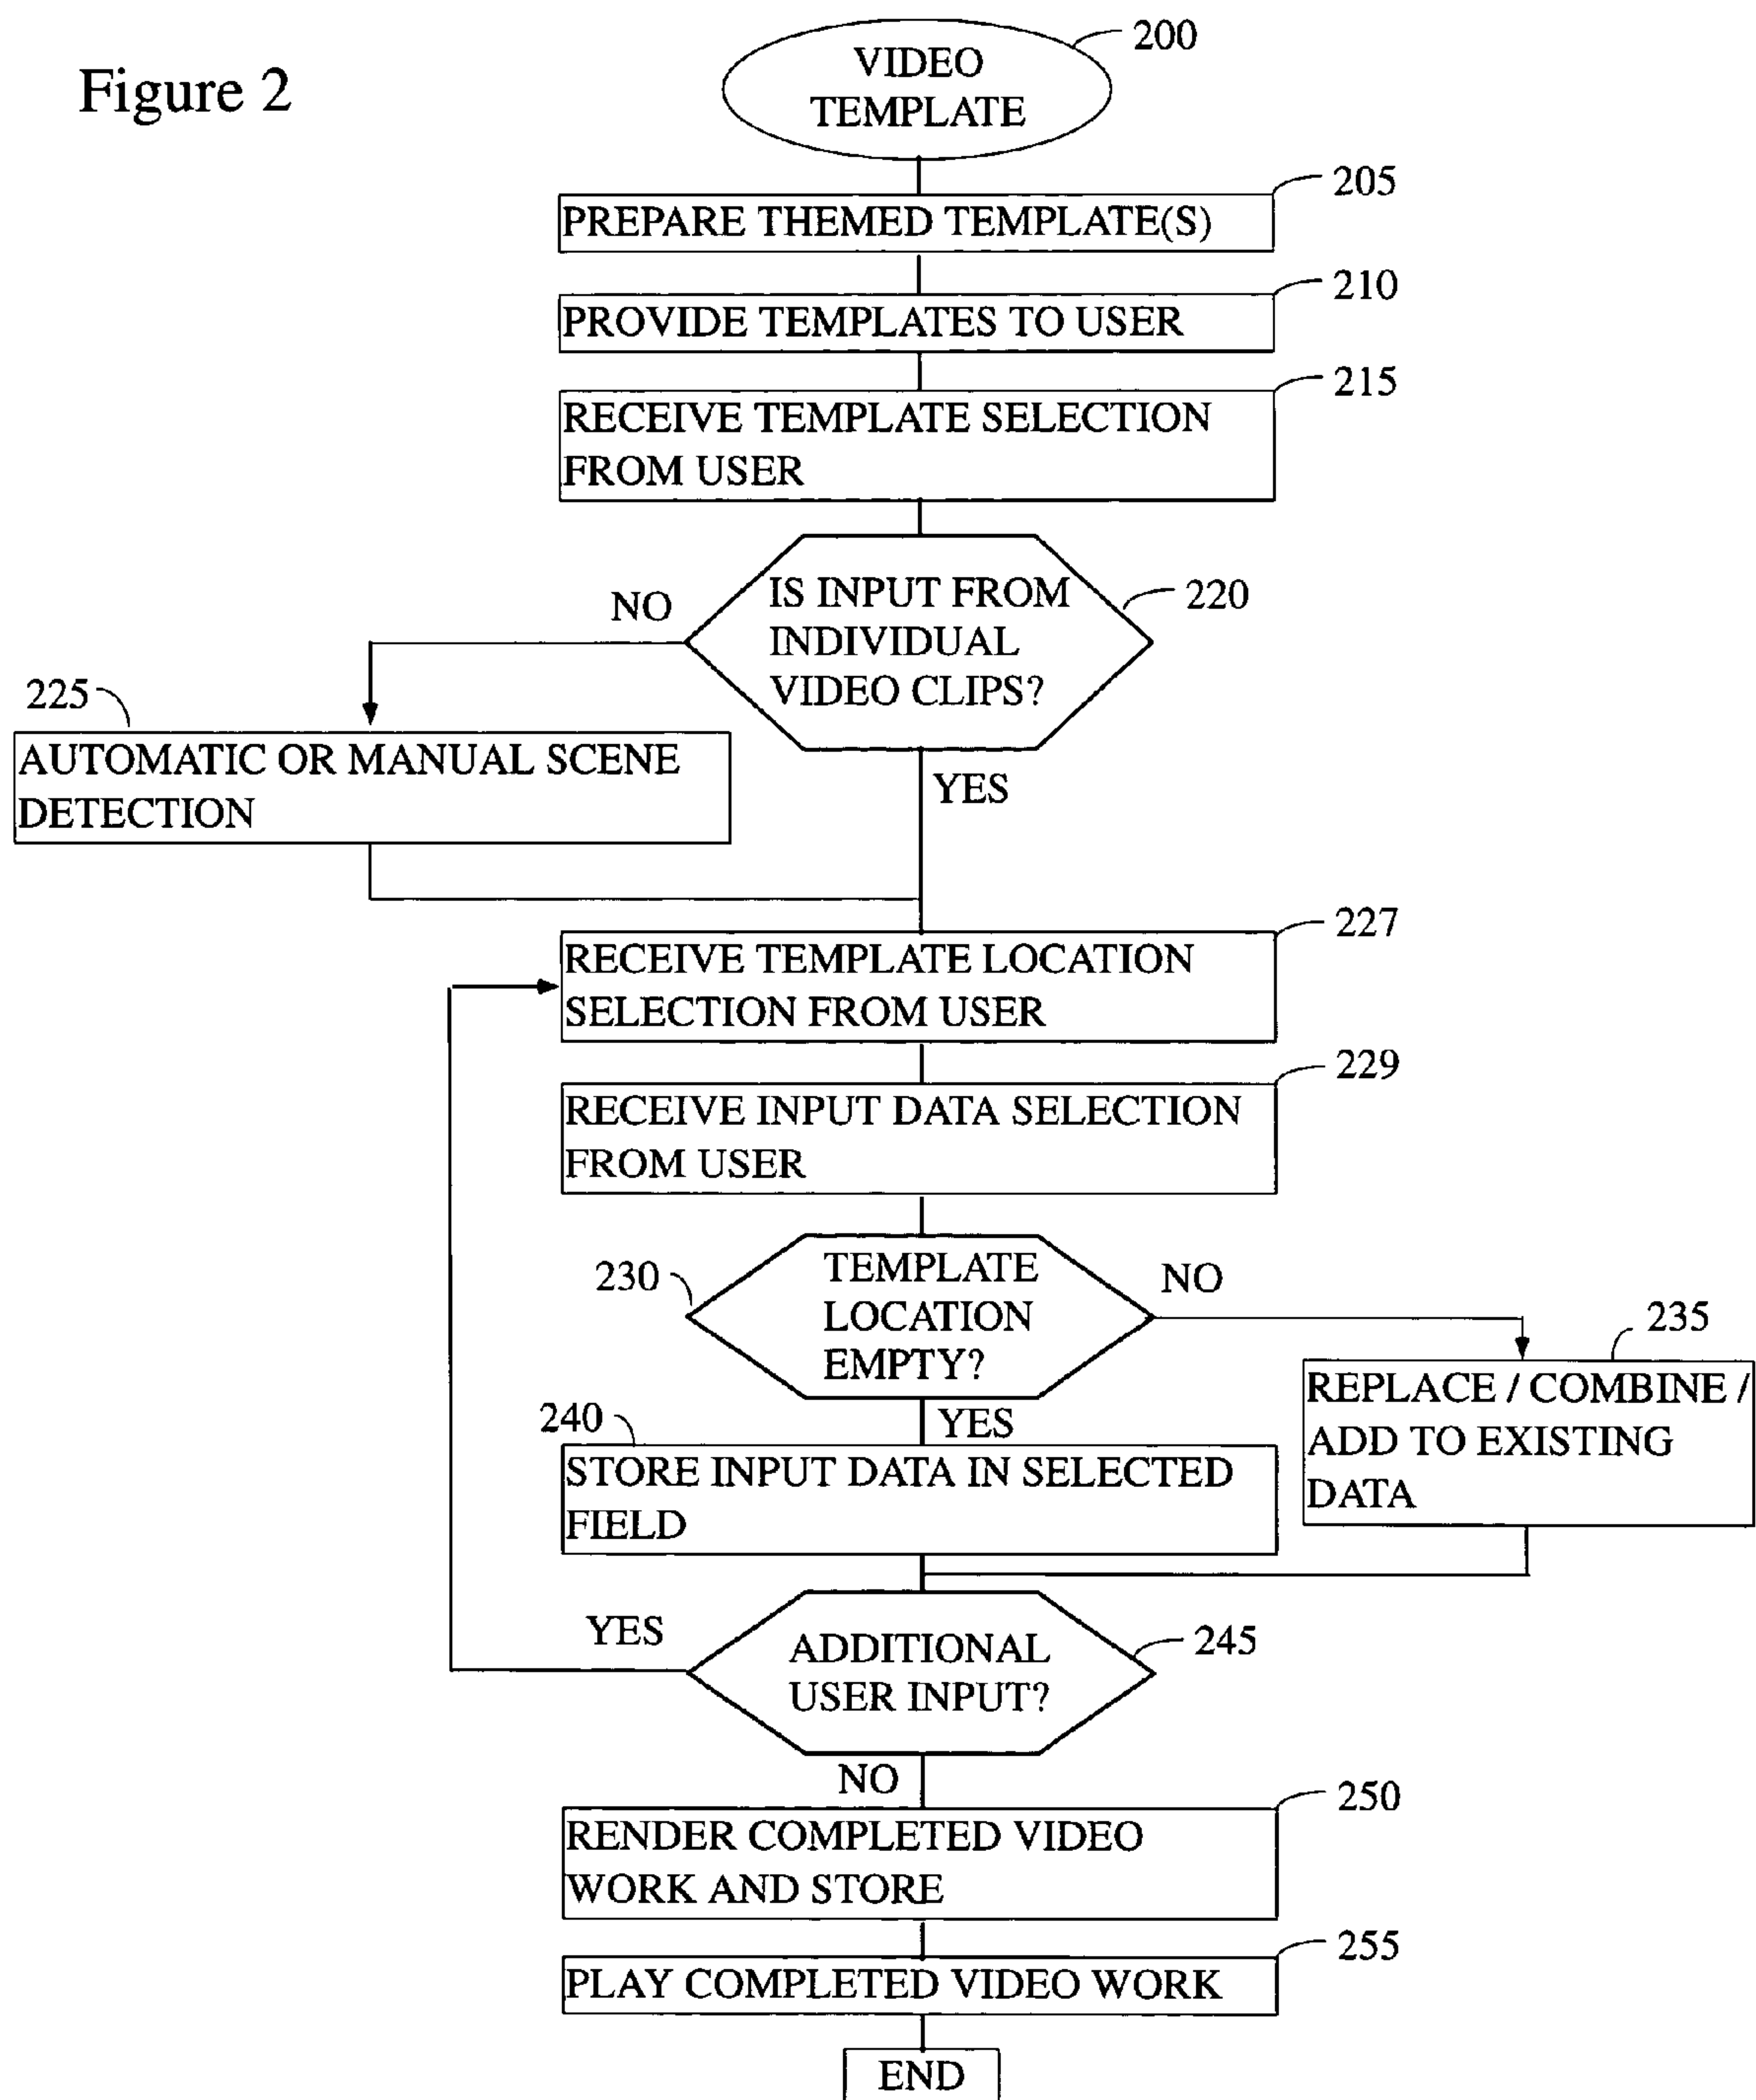 Figure 2
200
VIDEO
TEMPLATE
205
PREPARE THEMED TEMPLATE(S)
210
PROVIDE TEMPLATES TO USER
215
RECEIVE TEMPLATE SELECTION
FROM USER
220
IS INPUT FROM
INDIVIDUAL
VIDEO CLIPS?
NO
YES
225
AUTOMATIC OR MANUAL SCENE
DETECTION
227
RECEIVE TEMPLATE LOCATION
SELECTION FROM USER
229
RECEIVE INPUT DATA SELECTION
FROM USER
230
TEMPLATE
LOCATION
EMPTY?
NO
YES
235
REPLACE / COMBINE /
ADD TO EXISTING
DATA
240
STORE INPUT DATA IN SELECTED
FIELD
YES
245
ADDITIONAL
USER INPUT?
NO
250
RENDER COMPLETED VIDEO
WORK AND STORE
255
PLAY COMPLETED VIDEO WORK
END